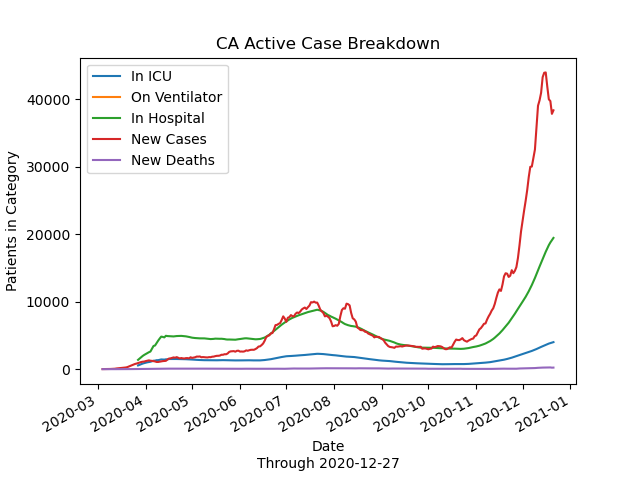 CA Active Case Breakdown
In ICU
On Ventilator
In Hospital
New Cases
New Deaths
Patients in Category
40000
30000
20000
10000
0
2020-03
2020-04
2020-05
2020-06
2020-07
2020-08
2020-09
2020-10
2020-11
2020-12
2021-01
Date
Through 2020-12-27